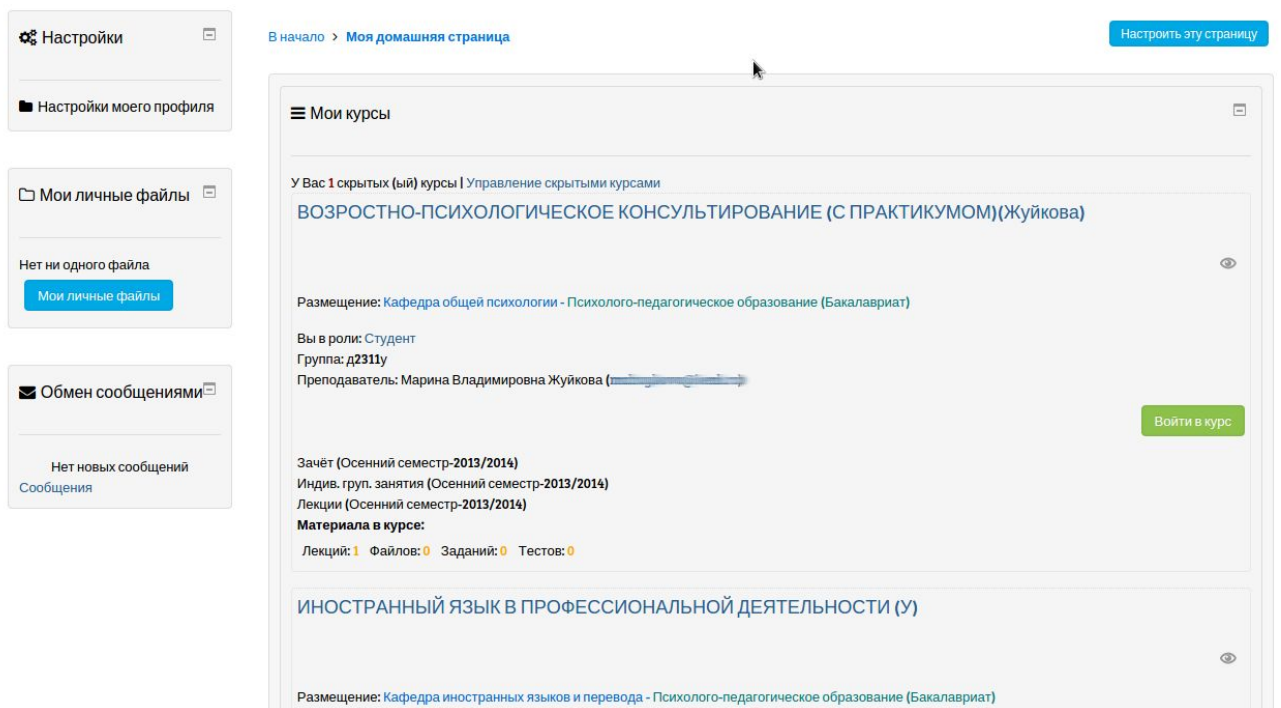 Настройки
Настройки моего профиля
Мои личные файлы
Нет ни одного файла
Мои личные файлы
Обмен сообщениями
Нет новых сообщений
Сообщения
В начало › Моя домашняя страница
Настроить эту страницу
Мои курсы
У Вас 1 скрытых (ый) курсы | Управление скрытыми курсами
ВОЗРОСТНО-ПСИХОЛОГИЧЕСКОЕ КОНСУЛЬТИРОВАНИЕ (С ПРАКТИКУМОМ)(Жуйкова)
Размещение: Кафедра общей психологии - Психолого-педагогическое образование (Бакалавриат)
Вы в роли: Студент
Группа: д2311у
Преподаватель: Марина Владимировна Жуйкова (
Войти в курс
Зачёт (Осенний семестр-2013/2014)
Индив. груп. занятия (Осенний семестр-2013/2014)
Лекции (Осенний семестр-2013/2014)
Материала в курсе:
Лекций: 1 Файлов: 0 Заданий: 0 Тестов: 0
ИНОСТРАННЫЙ ЯЗЫК В ПРОФЕССИОНАЛЬНОЙ ДЕЯТЕЛЬНОСТИ (У)
Размещение: Кафедра иностранных языков и перевода - Психолого-педагогическое образование (Бакалавриат)